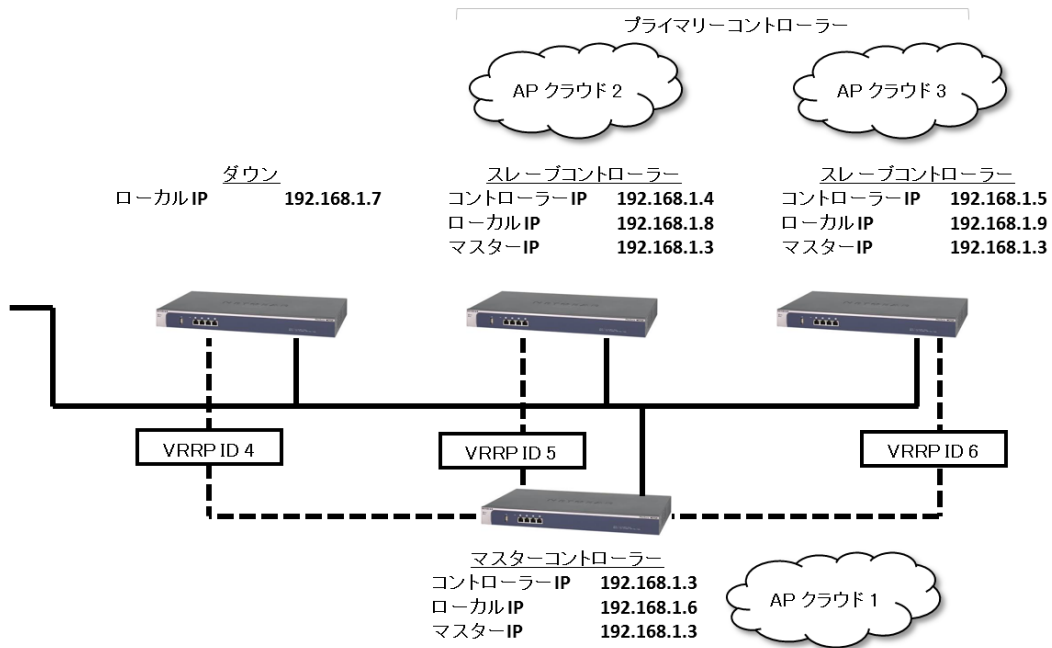 プライマリーコントローラー
AP クラウド 2
AP クラウド 3
ダウン
ローカル IP 192.168.1.7
スレーブコントローラー
コントローラー IP 192.168.1.4
ローカル IP 192.168.1.8
マスター IP 192.168.1.3
スレーブコントローラー
コントローラー IP 192.168.1.5
ローカル IP 192.168.1.9
マスター IP 192.168.1.3
VRRP ID 4
VRRP ID 5
VRRP ID 6
マスターコントローラー
コントローラー IP 192.168.1.3
ローカル IP 192.168.1.6
マスター IP 192.168.1.3
AP クラウド 1